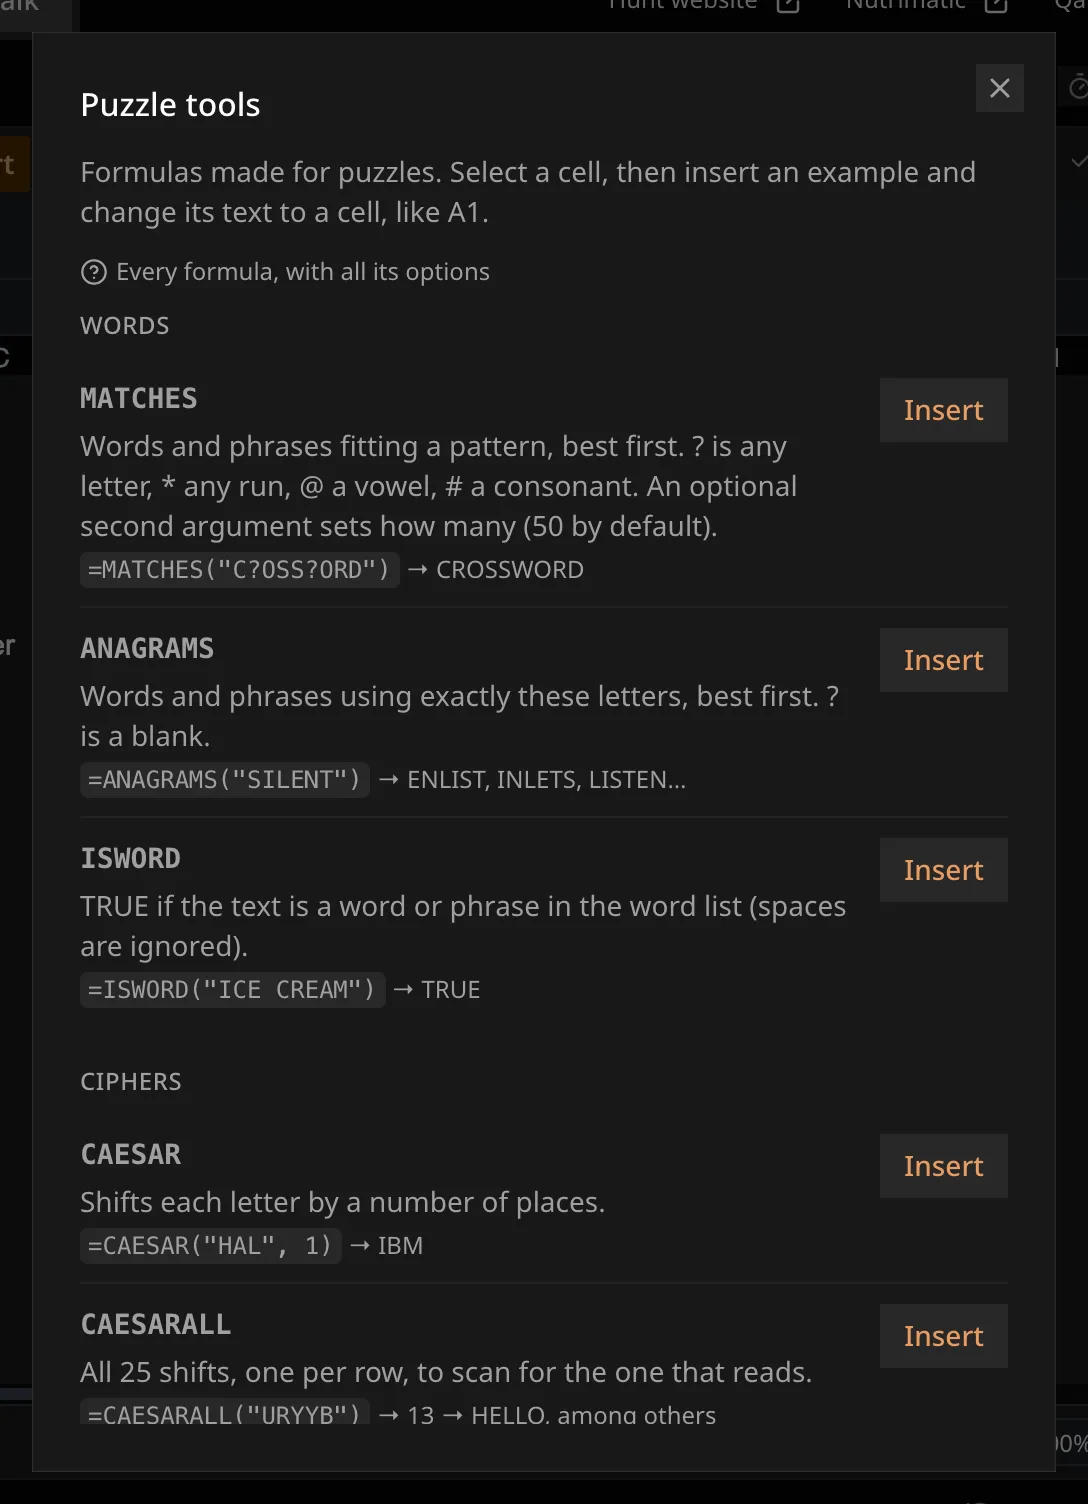 alk
Hunt website
Nutrimatic
Puzzle tools
Formulas made for puzzles. Select a cell, then insert an example and
change its text to a cell, like A1.
Every formula, with all its options
WORDS
MATCHES
Insert
Words and phrases fitting a pattern, best first. ? is any
letter, * any run, @ a vowel, # a consonant. An optional
second argument sets how many (50 by default).
=MATCHES("C?OSS?ORD") → CROSSWORD
ANAGRAMS
Insert
Words and phrases using exactly these letters, best first. ?
is a blank.
=ANAGRAMS("SILENT") → ENLIST, INLETS, LISTEN...
ISWORD
Insert
TRUE if the text is a word or phrase in the word list (spaces
are ignored).
=ISWORD("ICE CREAM") → TRUE
CIPHERS
CAESAR
Insert
Shifts each letter by a number of places.
=CAESAR("HAL", 1) → IBM
CAESARALL
Insert
All 25 shifts, one per row, to scan for the one that reads.
=CAESARALL("URYYB") → 13 → HELLO, among others